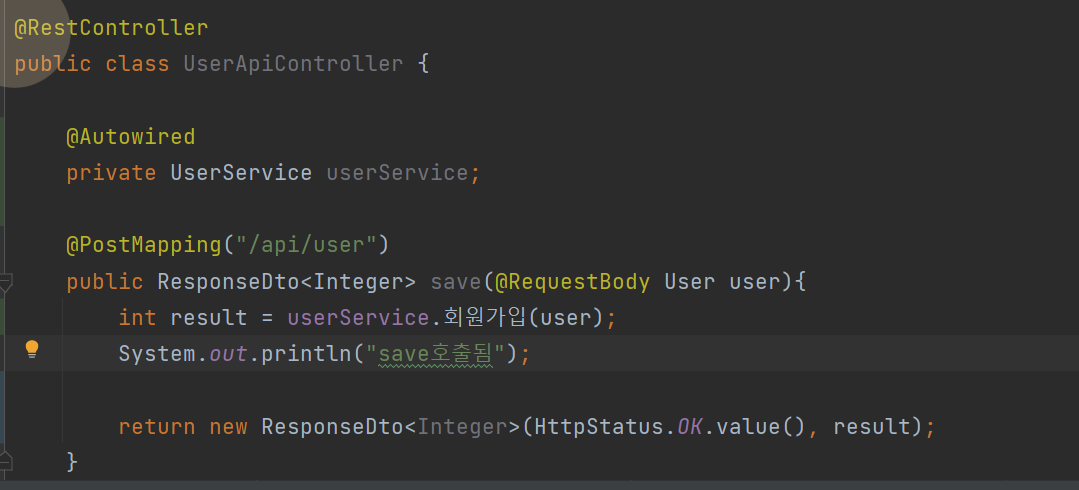 @RestController
public class UserApiController {
@Autowired
private UserService userService;
@PostMapping("/api/user")
public ResponseDto<Integer> save(@RequestBody User user){
int result = userService.회원가입(user);
System.out.println("save호출됨");
return new ResponseDto<Integer>(HttpStatus.OK.value(), result);
}